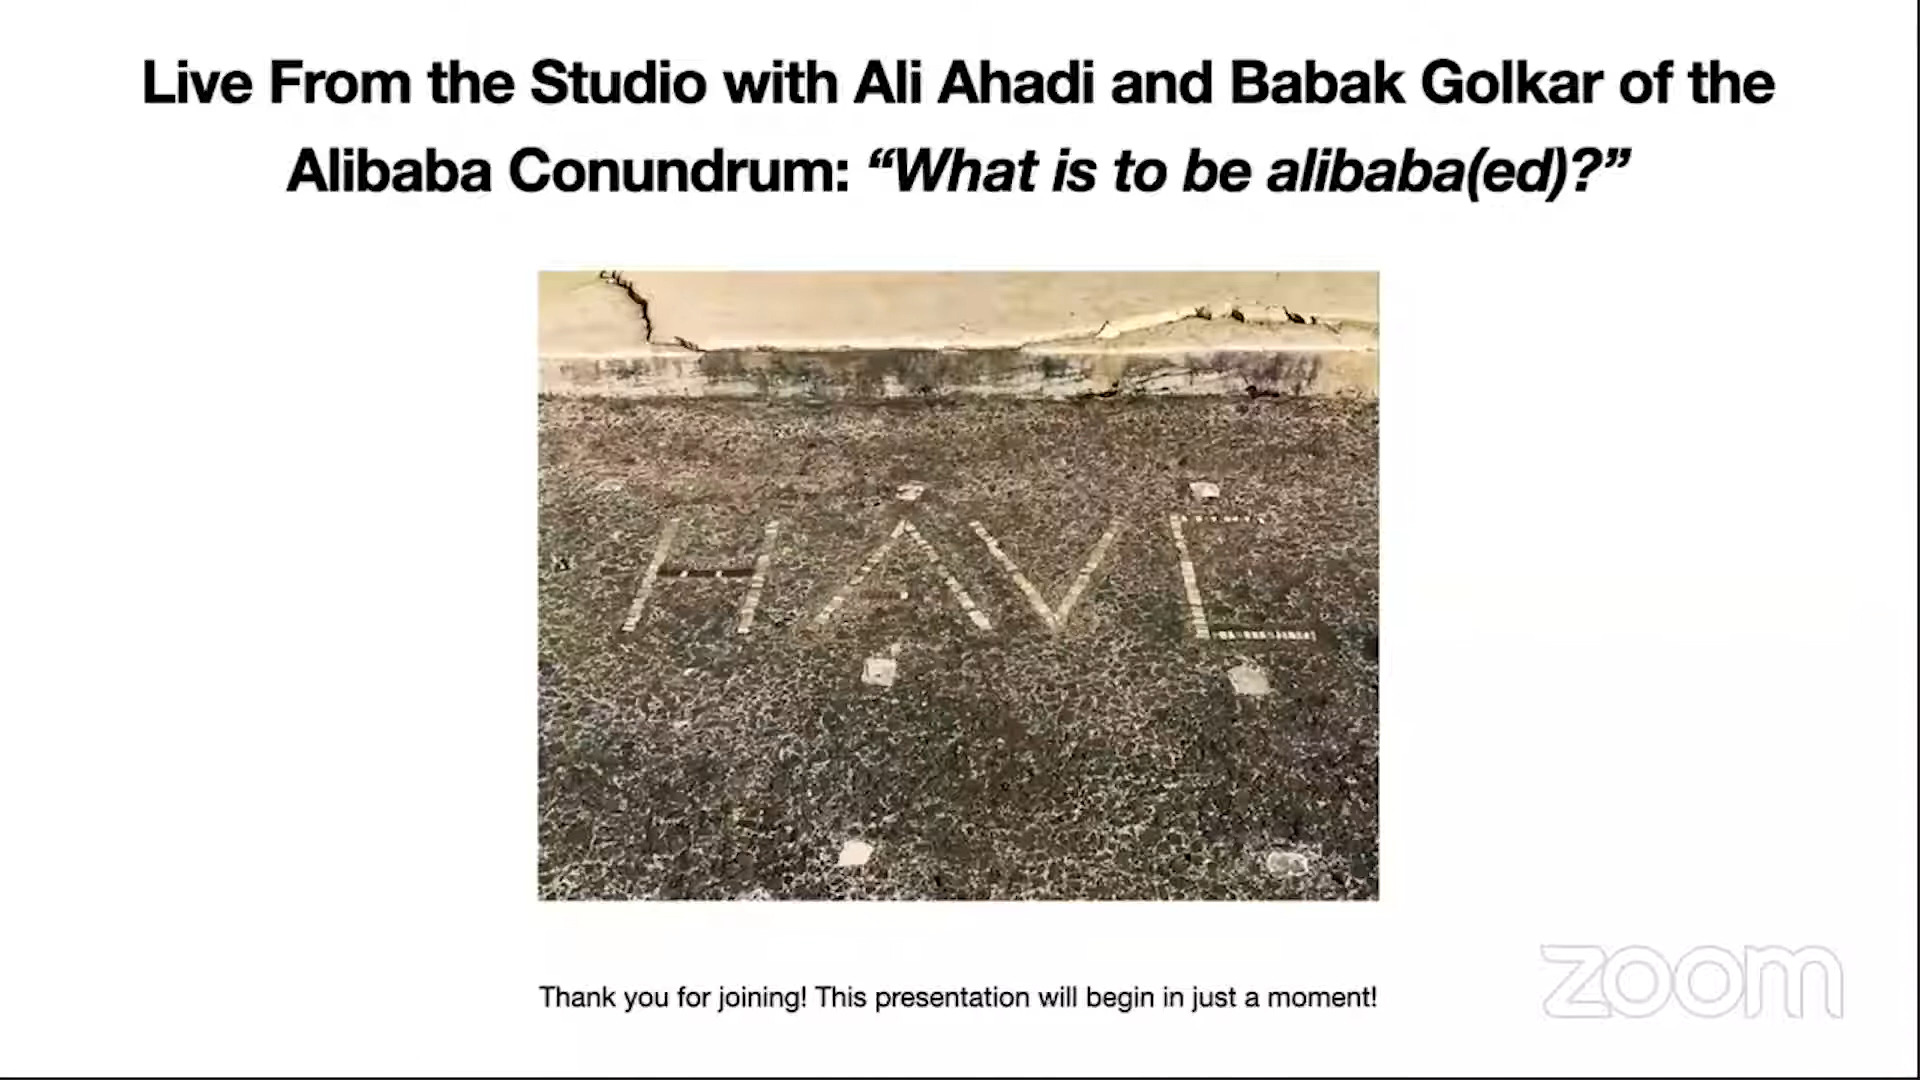 Live From the Studio with Ali Ahadi and Babak Golkar of the
Alibaba Conundrum: “What is to be alibaba(ed)?”
HAVE
Thank you for joining! This presentation will begin in just a moment!
zoom